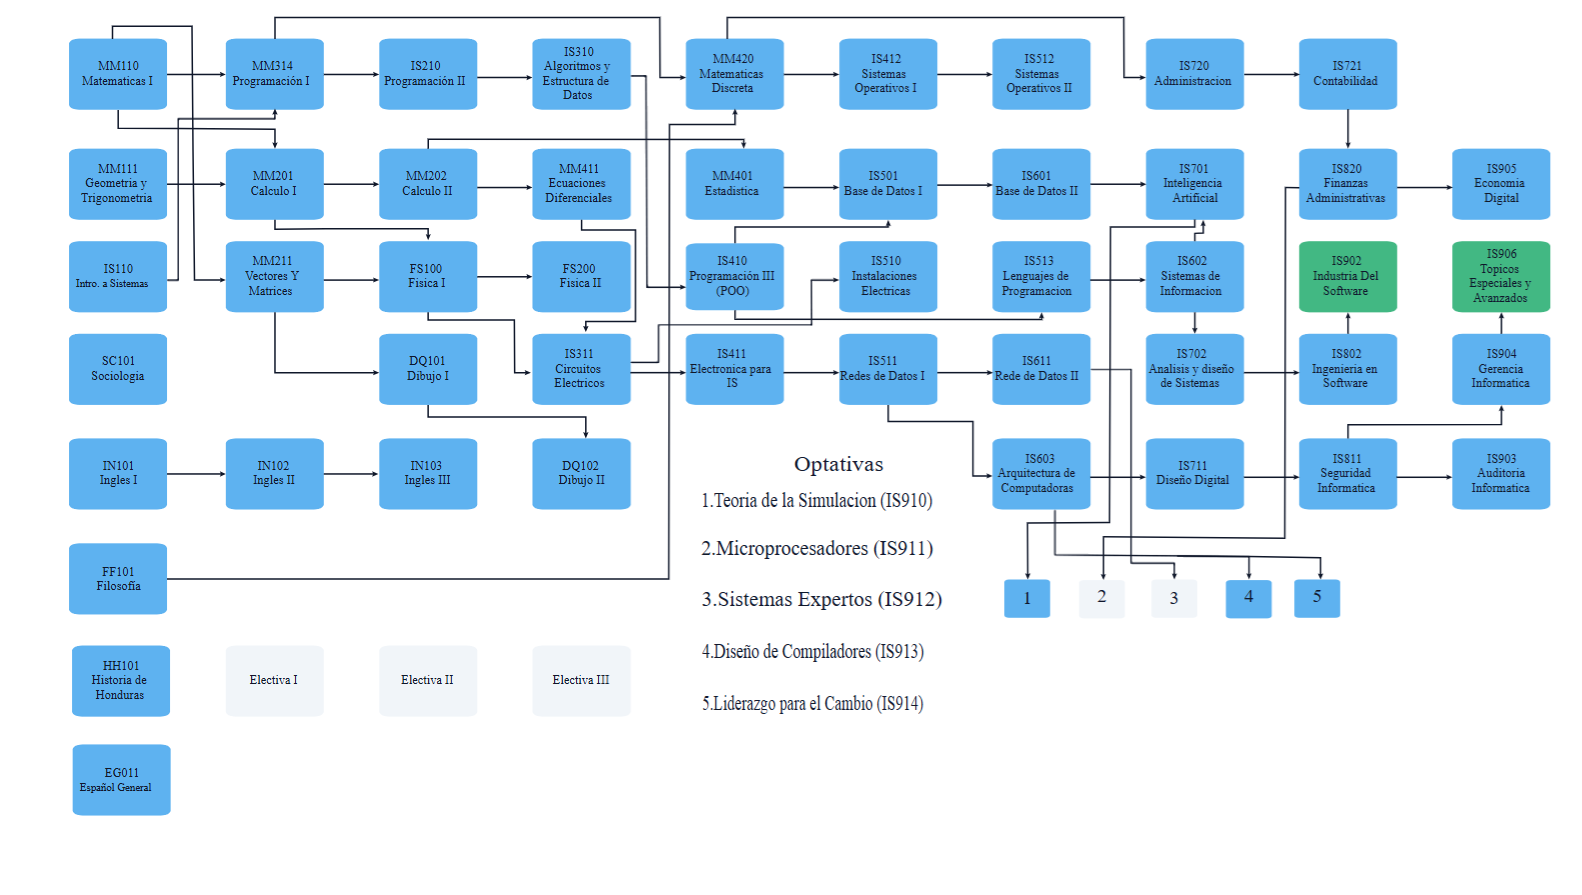 MM110
Matematicas I
MM314
Programación I
IS210
Programación II
IS310
Algoritmos y
Estructura de
Datos
MM420
Matematicas
Discreta
IS412
Sistemas
Operativos I
IS512
Sistemas
Operativos II
IS720
Administracion
IS721
Contabilidad
MM111
Geometria y
Trigonometria
MM201
Calculo I
MM202
Calculo II
MM411
Ecuaciones
Diferenciales
MM401
Estadistica
IS501
Base de Datos I
IS601
Base de Datos II
IS701
Inteligencia
Artificial
IS820
Finanzas
Administrativas
IS905
Economia
Digital
IS110
Intro. a Sistemas
MM211
Vectores Y
Matrices
FS100
Fisica I
FS200
Fisica II
IS410
Programación III
(POO)
IS510
Instalaciones
Electricas
IS513
Lenguajes de
Programacion
IS602
Sistemas de
Informacion
IS902
Industria Del
Software
IS906
Topicos
Especiales y
Avanzados
SC101
Sociologia
DQ101
Dibujo I
IS311
Circuitos
Electricos
IS411
Electronica para
IS
IS511
Redes de Datos I
IS611
Rede de Datos II
IS702
Analisis y diseño
de Sistemas
IS802
Ingenieria en
Software
IS904
Gerencia
Informatica
IN101
Ingles I
IN102
Ingles II
IN103
Ingles III
DQ102
Dibujo II
IS603
Arquitectura de
Computadoras
IS711
Diseño Digital
IS811
Seguridad
Informatica
IS903
Auditoria
Informatica
Optativas
1.Teoria de la Simulacion (IS910)
2.Microprocesadores (IS911)
3.Sistemas Expertos (IS912)
4.Diseño de Compiladores (IS913)
5.Liderazgo para el Cambio (IS914)
FF101
Filosofía
1
2
3
4
5
HH101
Historia de
Honduras
Electiva I
Electiva II
Electiva III
EG011
Español General